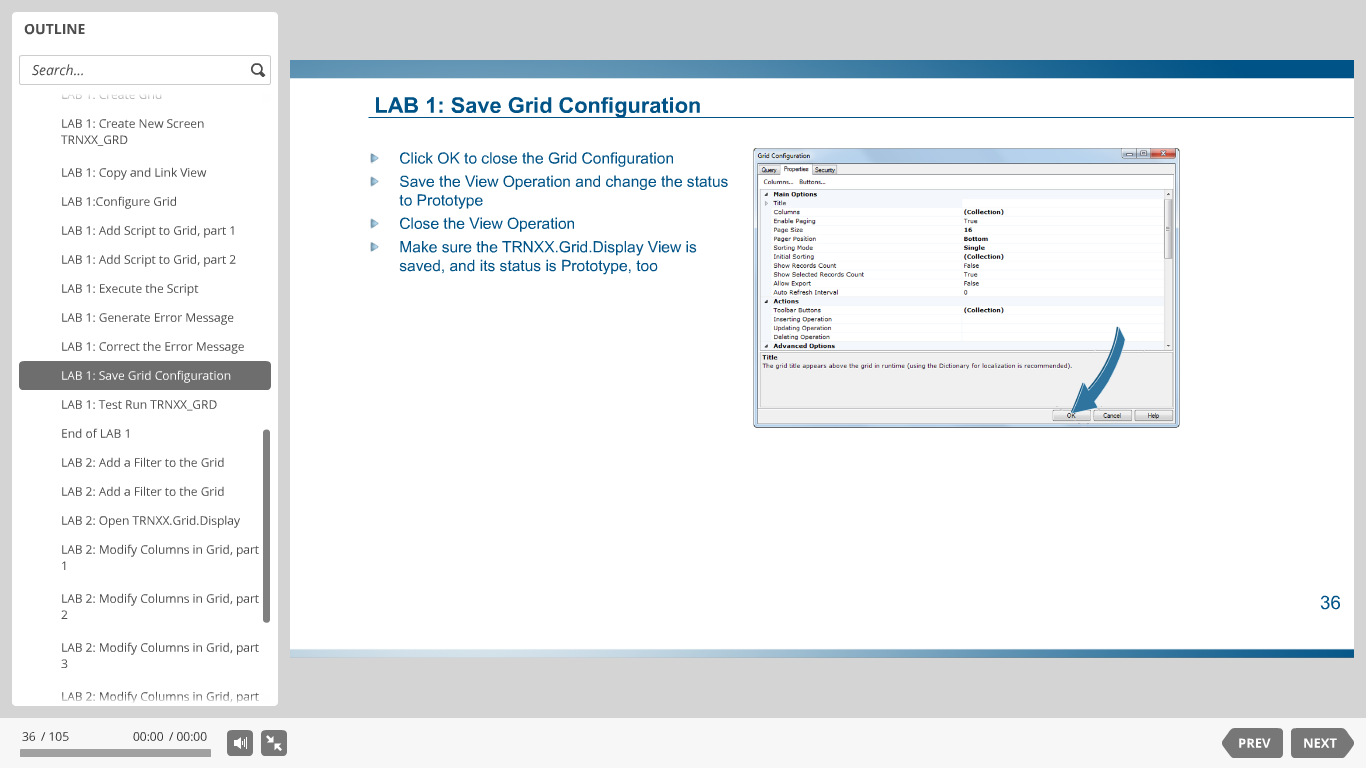 OUTLINE
Search...
LAB 1: Create Grid
LAB 1: Create New Screen
TRNXX_GRD
LAB 1: Copy and Link View
LAB 1:Configure Grid
LAB 1: Add Script to Grid, part 1
LAB 1: Add Script to Grid, part 2
LAB 1: Execute the Script
LAB 1: Generate Error Message
LAB 1: Correct the Error Message
LAB 1: Save Grid Configuration
LAB 1: Test Run TRNXX_GRD
End of LAB 1
LAB 2: Add a Filter to the Grid
LAB 2: Add a Filter to the Grid
LAB 2: Open TRNXX.Grid.Display
LAB 2: Modify Columns in Grid, part
1
LAB 2: Modify Columns in Grid, part
2
LAB 2: Modify Columns in Grid, part
3
LAB 2: Modify Columns in Grid, part
LAB 1: Save Grid Configuration
Click OK to close the Grid Configuration
Save the View Operation and change the status
to Prototype
Close the View Operation
Make sure the TRNXX.Grid.Display View is
saved, and its status is Prototype, too
Grid Configuration
Query Properties Security
Columns... Buttons...
Main Options
Title
Columns (Collection)
Enable Paging True
Page Size 16
Pager Position Bottom
Sorting Mode Single
Initial Sorting (Collection)
Show Records Count False
Show Selected Records Count True
Allow Export False
Auto Refresh Interval 0
Actions
Toolbar Buttons (Collection)
Inserting Operation
Updating Operation
Deleting Operation
Advanced Options
Title
The grid title appears above the grid in runtime (using the Dictionary for localization is recommended).
OK Cancel Help
36
36 / 105 00:00 / 00:00
PREV NEXT